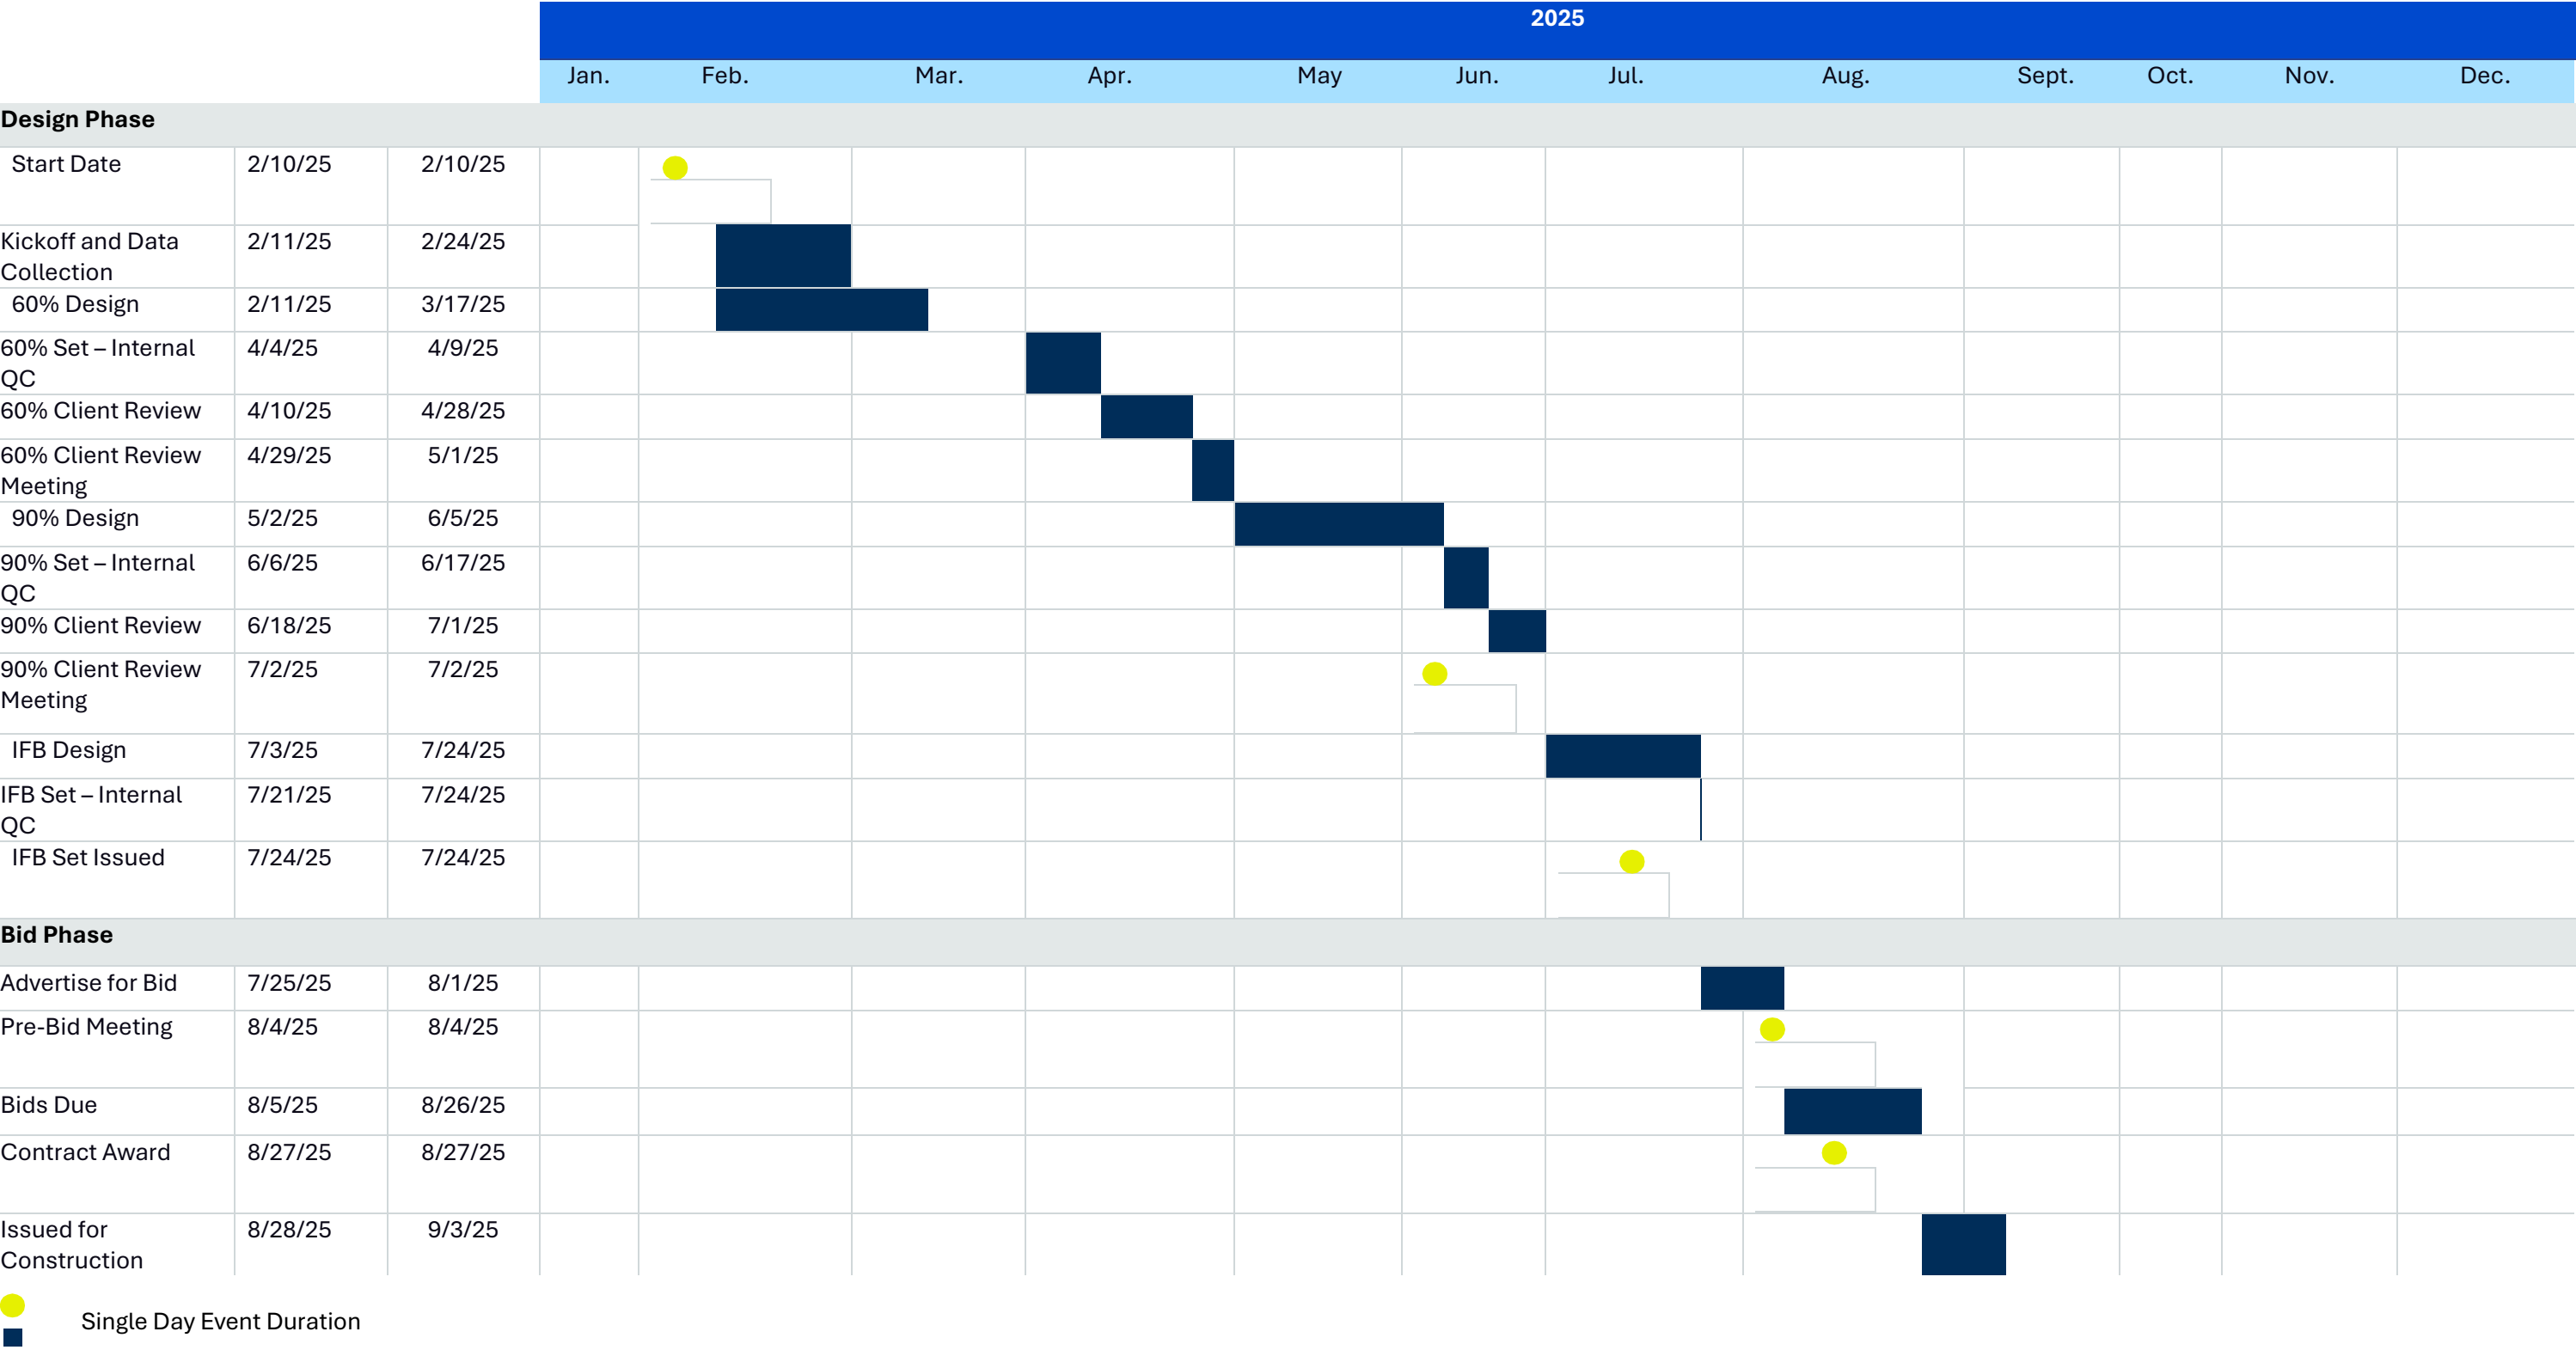 2025
Jan. Feb. Mar. Apr. May Jun. Jul. Aug. Sept. Oct. Nov. Dec.
Design Phase
Start Date 2/10/25 2/10/25
Kickoff and Data 2/11/25 2/24/25
Collection
60% Design 2/11/25 3/17/25
60% Set – Internal 4/4/25 4/9/25
QC
60% Client Review 4/10/25 4/28/25
60% Client Review 4/29/25 5/1/25
Meeting
90% Design 5/2/25 6/5/25
90% Set – Internal 6/6/25 6/17/25
QC
90% Client Review 6/18/25 7/1/25
90% Client Review 7/2/25 7/2/25
Meeting
IFB Design 7/3/25 7/24/25
IFB Set – Internal 7/21/25 7/24/25
QC
IFB Set Issued 7/24/25 7/24/25
Bid Phase
Advertise for Bid 7/25/25 8/1/25
Pre-Bid Meeting 8/4/25 8/4/25
Bids Due 8/5/25 8/26/25
Contract Award 8/27/25 8/27/25
Issued for 8/28/25 9/3/25
Construction
Single Day Event Duration